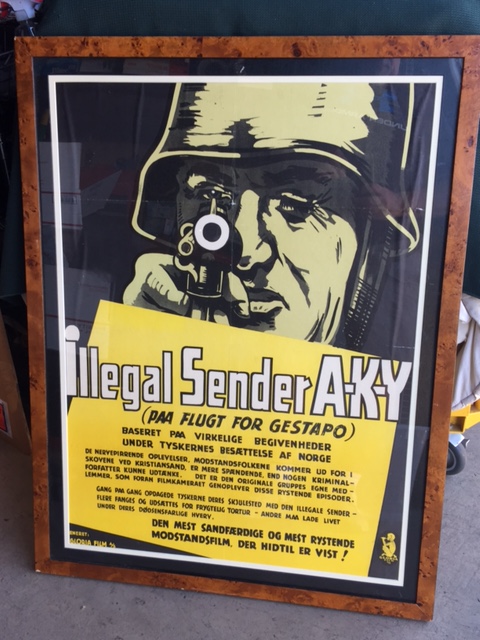 illegal Sender A-K-Y
(PAA FLUGT FOR GESTAPO)
BASERET PAA VIRKELIGE BEGIVENHEDER
UNDER TYSKERNES BESÆTTELSE AF NORGE
DE NERVEPIRRENDE OPLEVELSER, MODSTANDSFOLKENE KOMMER UD FOR I
SKOVENE VED KRISTIANSAND, ER MERE SPÆNDENDE, END NOGEN KRIMINAL-
FORFATTER KUNNE UDTÆNKE. DET ER DEN ORIGINALE GRUPPES EGNE MED-
LEMMER, SOM FORAN FILMKAMERAET GENOPLEVER DISSE RYSTENDE EPISODER.
GANG PAA GANG OPDAGEDE TYSKERNE DERES SKJULESTED MED DEN ILLEGALE SENDER-
FLERE FANGES OG UDSÆTTES FOR FRYGTELIG TORTUR - ANDRE MAA LADE LIVET
UNDER DERES DØDSENSFARLIGE HVERV.
DEN MEST SANDFÆRDIGE OG MEST RYSTENDE
MODSTANDSFILM, DER HIDTIL ER VIST!
GLORIA FILM %